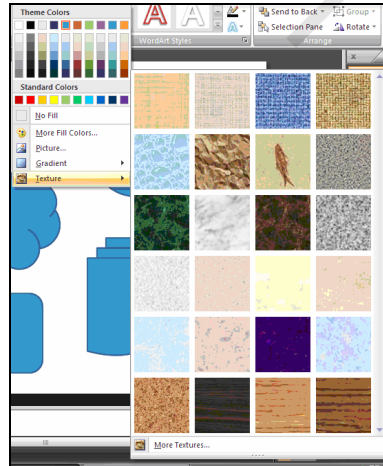 Theme Colors
Standard Colors
No Fill
More Fill Colors...
Picture...
Gradient
Texture
A
A
A
Send to Back
Group
Selection Pane
Rotate
WordArt Styles
Arrange
x
More Textures...